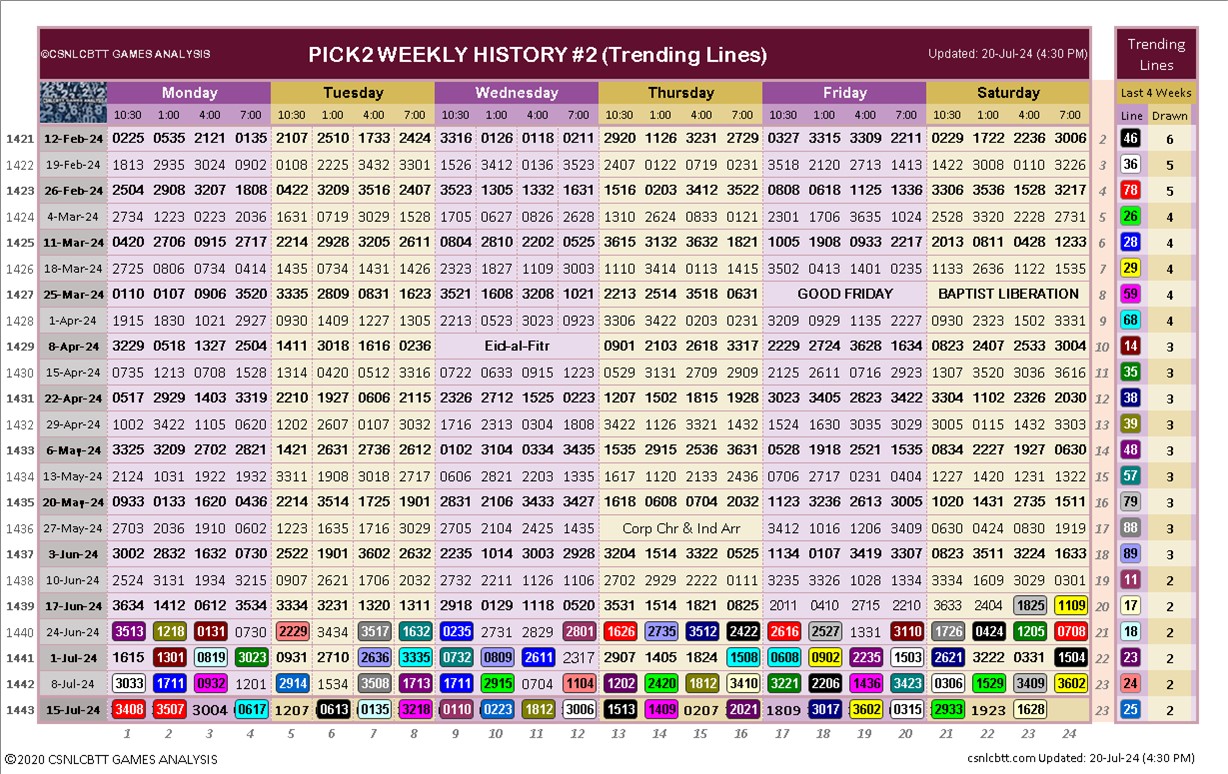 ©CSNLCBTT GAMES ANALYSIS PICK2 WEEKLY HISTORY #2 (Trending Lines) Updated: 20-Jul-24 (4:30 PM) Trending
Lines
Monday Tuesday Wednesday Thursday Friday Saturday Last 4 Weeks
10:30 1:00 4:00 7:00 10:30 1:00 4:00 7:00 10:30 1:00 4:00 7:00 10:30 1:00 4:00 7:00 10:30 1:00 4:00 7:00 10:30 1:00 4:00 7:00 Line Drawn
1421 12-Feb-24 0225 0535 2121 0135 2107 2510 1733 2424 3316 0126 0118 0211 2920 1126 3231 2729 0327 3315 3309 2211 0229 1722 2236 3006 2 46 6
1422 19-Feb-24 1813 2935 3024 0902 0108 2225 3432 3301 1526 3412 0136 3523 2407 0122 0719 0231 3518 2120 2713 1413 1422 3008 0110 3226 3 36 5
1423 26-Feb-24 2504 2908 3207 1808 0422 3209 3516 2407 3523 1305 1332 1631 1516 0203 3412 3522 0808 0618 1125 1336 3306 3536 1528 3217 4 78 5
1424 4-Mar-24 2734 1223 0223 2036 1631 0719 3029 1528 1705 0627 0826 2628 1310 2624 0833 0121 2301 1706 3635 1024 2528 3320 2228 2731 5 26 4
1425 11-Mar-24 0420 2706 0915 2717 2214 2928 3205 2611 0804 2810 2202 0525 3615 3132 3632 1821 1005 1908 0933 2217 2013 0811 0428 1233 6 28 4
1426 18-Mar-24 2725 0806 0734 0414 1435 0734 1431 1429 2323 1827 1109 3003 1110 3414 0113 1415 3502 0413 1401 0235 1133 2636 1122 1535 7 29 4
1427 25-Mar-24 0110 0107 0906 3520 3335 2809 0831 1623 3521 1608 3208 1021 2213 2514 3518 0631 GOOD FRIDAY BAPTIST LIBERATION 8 59 4
1428 1-Apr-24 1915 1830 1021 2927 0930 1409 1227 1305 2213 0523 3023 0923 3306 3422 0203 0231 3209 0929 1135 2227 0930 2323 1502 3331 9 68 4
1429 8-Apr-24 3229 0518 1327 2504 1411 3018 1616 0236 Eid-al-Fitr 0901 2103 2618 3317 2229 2724 3628 1634 0823 2407 2533 3004 10 14 3
1430 15-Apr-24 0735 1213 0708 1528 1314 0420 0512 3316 0722 0633 0915 1223 0529 3131 2709 2909 2125 2611 0716 2923 1307 3520 3036 3616 11 35 3
1431 22-Apr-24 0517 2929 1403 3319 2210 1927 0606 2115 2326 2712 1525 0223 1207 1502 1815 1928 3023 3405 2823 3422 3304 1102 2326 2030 12 38 3
1432 29-Apr-24 1002 3422 1105 0620 1202 2607 0107 3032 1716 2313 0304 1808 3422 1126 3321 1432 1524 1630 3035 3029 3005 0115 1432 3303 13 39 3
1433 6-May-24 3325 3209 2702 2821 1421 2631 2736 2612 0102 3104 0334 3435 1535 2915 2536 3631 0528 1918 2521 1535 0834 2227 1927 0630 14 48 3
1434 13-May-24 2124 1031 1922 1932 3311 1908 3018 2711 0606 2821 2203 1335 1617 1120 2133 2436 0706 2717 0231 0404 1227 1420 1231 1322 15 57 3
1435 20-May-24 0933 0133 1620 0436 2214 3514 1725 1901 2831 2106 3433 3427 1618 0608 0704 2032 1123 3236 2613 3005 1020 1431 2735 1511 16 79 3
1436 27-May-24 2703 2036 1910 0602 1223 1635 1716 3029 2705 2104 2425 1435 Corp Chr & Ind Arr 3412 1016 1206 3409 0630 0424 0830 1919 17 88 3
1437 3-Jun-24 3002 2832 1632 0730 2522 1901 3602 2632 2235 1014 3003 2928 3204 1514 3322 0525 1134 0107 3419 3307 0823 3511 3224 1633 18 89 3
1438 10-Jun-24 2524 3131 1934 3215 0907 2621 1706 2032 2732 2211 1126 1106 2702 2929 2222 0111 3235 3326 1028 1334 3334 1609 3029 0301 19 11 2
1439 17-Jun-24 3634 1412 0612 3534 3334 3231 1320 1311 2918 0129 1118 0520 3531 1514 1821 0825 2011 0410 2715 2210 3633 2404 1825 1109 20 17 2
1440 24-Jun-24 3513 1218 0131 0730 2229 3434 3517 1632 0235 2731 2829 2801 1626 2735 3512 2422 2616 2527 1331 3110 1726 0424 1205 0708 21 18 2
1441 1-Jul-24 1615 1301 0819 3023 0931 2710 2636 3335 0732 0809 2611 2317 2907 1405 1824 1508 0608 0902 2235 1503 2621 3222 0331 1504 22 23 2
1442 8-Jul-24 3033 1711 0932 1201 2914 1534 3508 1713 1711 2915 0704 1104 1202 2420 1812 3410 3221 2206 1436 3423 0306 1529 3409 3602 23 24 2
1443 15-Jul-24 3408 3507 3004 0617 1207 0613 0135 3218 0110 0223 1812 3006 1513 1409 0207 2021 1809 3017 3602 0315 2933 1923 1628 23 25 2
1 2 3 4 5 6 7 8 9 10 11 12 13 14 15 16 17 18 19 20 21 22 23 24
©2020 CSNLCBTT GAMES ANALYSIS csnlcbtt.com Updated: 20-Jul-24 (4:30 PM)